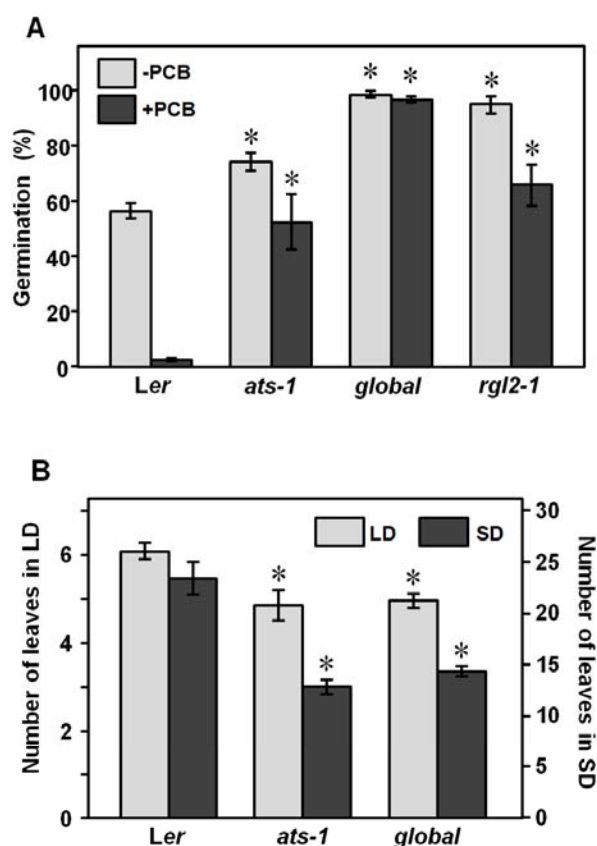 A
-PCB
+PCB
Germination (%)
100
80
60
40
20
0
* * * * * *
Ler ats-1 global rgl2-1
B
LD SD
Number of leaves in LD
6
4
2
0
Number of leaves in SD
30
25
20
15
10
5
0
* * * *
Ler ats-1 global